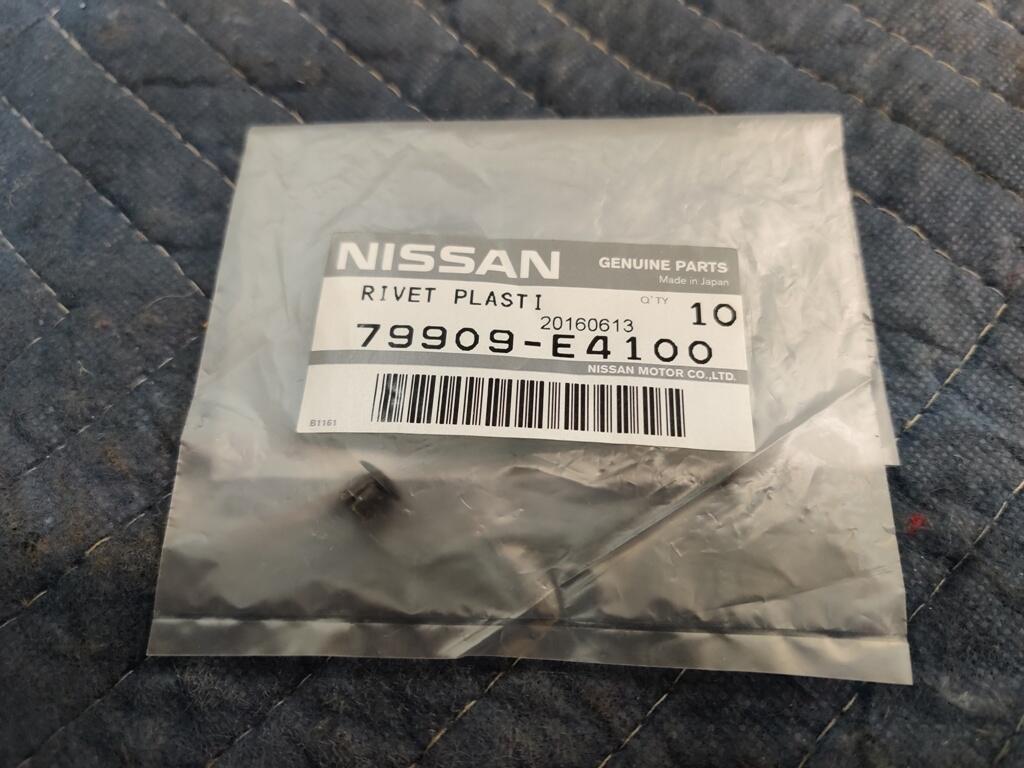 NISSAN GENUINE PARTS
Made in Japan
RIVET PLASTI Q'TY 10
20160613
79909-E4100
NISSAN MOTOR CO.,LTD.
B1161